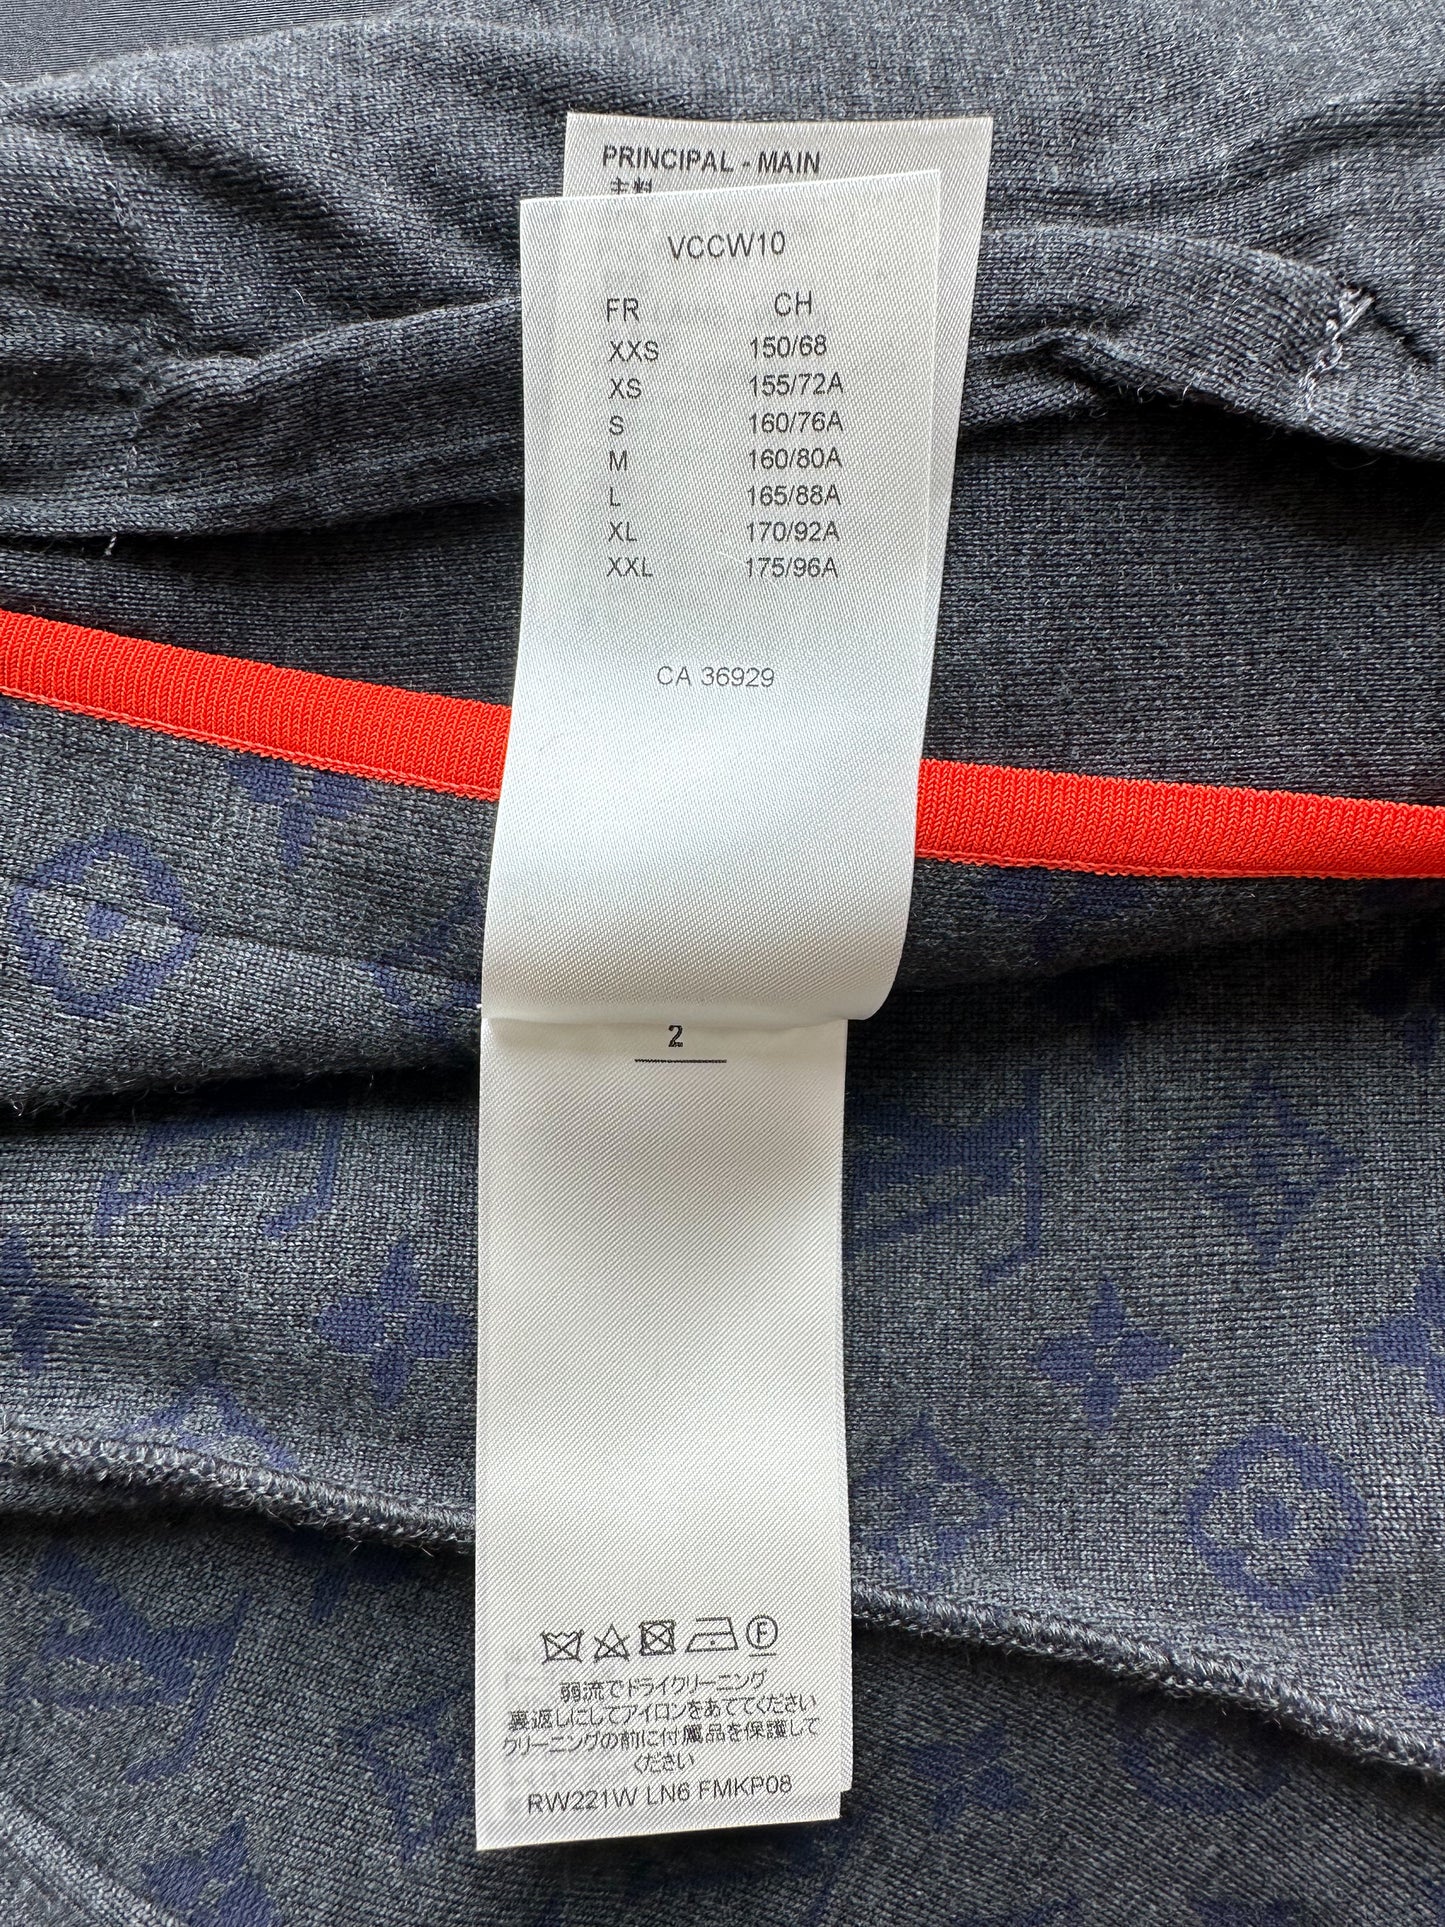 PRINCIPAL - MAIN
主料
VCCW10
FR CH
XXS 150/68
XS 155/72A
S 160/76A
M 160/80A
L 165/88A
XL 170/92A
XXL 175/96A
CA 36929
2
F
弱流でドライクリーニング
裏返しにしてアイロンをあててください
クリーニングの前に付属品を保護して
ください
RW221W LN6 FMKP08